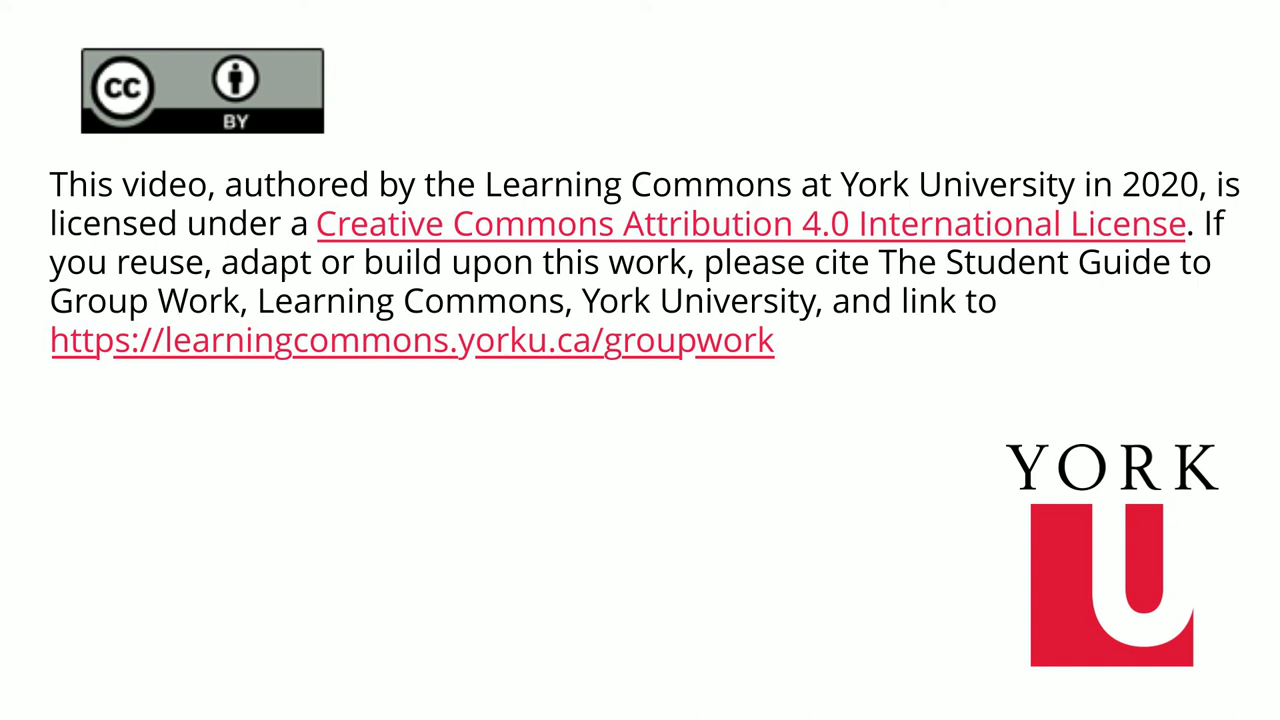 CC
BY
This video, authored by the Learning Commons at York University in 2020, is
licensed under a Creative Commons Attribution 4.0 International License. If
you reuse, adapt or build upon this work, please cite The Student Guide to
Group Work, Learning Commons, York University, and link to
https://learningcommons.yorku.ca/groupwork
YORK
U